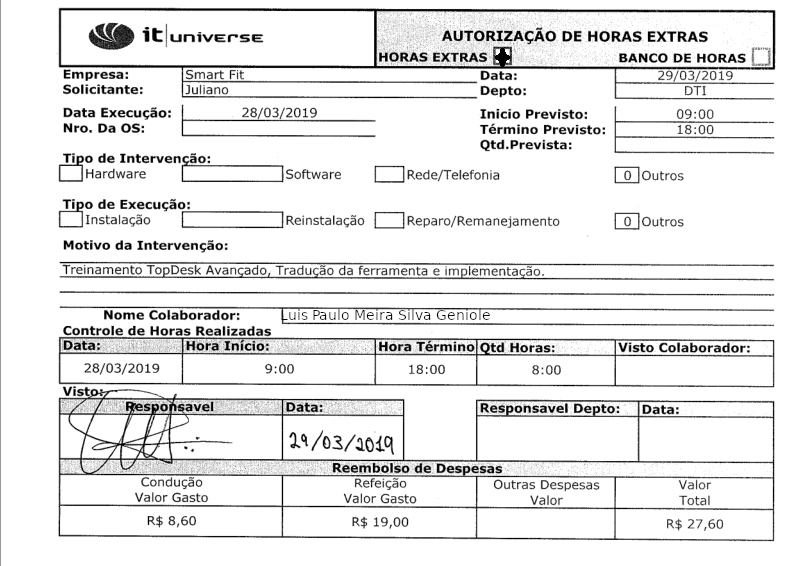 it universe
AUTORIZAÇÃO DE HORAS EXTRAS
HORAS EXTRAS BANCO DE HORAS
Empresa: Smart Fit Data: 29/03/2019
Solicitante: Juliano Depto: DTI
Data Execução: 28/03/2019 Inicio Previsto: 09:00
Nro. Da OS: Término Previsto: 18:00
Qtd.Prevista:
Tipo de Intervenção:
Hardware Software Rede/Telefonia 0 Outros
Tipo de Execução:
Instalação Reinstalação Reparo/Remanejamento 0 Outros
Motivo da Intervenção:
Treinamento TopDesk Avançado, Tradução da ferramenta e implementação.
Nome Colaborador: Luis Paulo Meira Silva Geniole
Controle de Horas Realizadas
Data: Hora Início: Hora Término Qtd Horas: Visto Colaborador:
28/03/2019 9:00 18:00 8:00
Visto:
Responsavel Data: Responsavel Depto: Data:
29/03/2019
Reembolso de Despesas
Condução Refeição Outras Despesas Valor
Valor Gasto Valor Gasto Valor Total
R$ 8,60 R$ 19,00 R$ 27,60